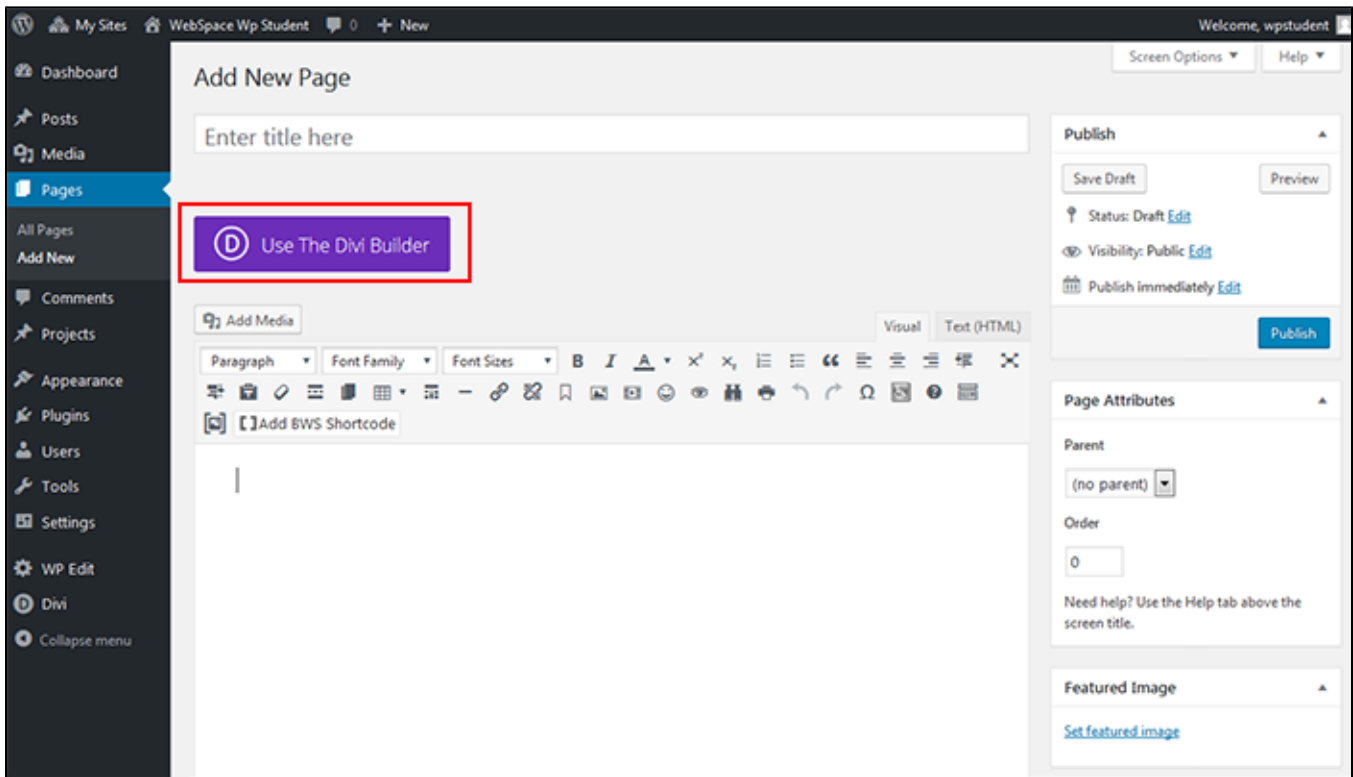 My Sites WebSpace Wp Student 0 + New Welcome, wpstudent
Screen Options Help
Dashboard
Posts
Media
Pages
All Pages
Add New
Comments
Projects
Appearance
Plugins
Users
Tools
Settings
WP Edit
Divi
Collapse menu
Add New Page
Enter title here
D Use The Divi Builder
Add Media
Visual Text (HTML)
Paragraph Font Family Font Sizes B I A x² x,
Ω
[ ]Add BWS Shortcode
Publish
Save Draft Preview
Status: Draft Edit
Visibility: Public Edit
Publish immediately Edit
Publish
Page Attributes
Parent
(no parent)
Order
0
Need help? Use the Help tab above the
screen title.
Featured Image
Set featured image